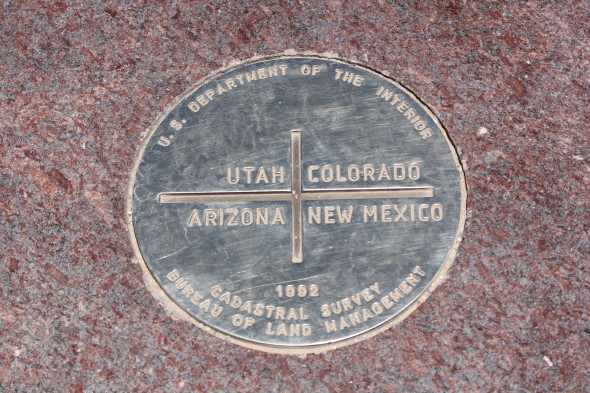 U. S. DEPARTMENT OF THE INTERIOR
UTAH COLORADO
ARIZONA NEW MEXICO
1992
CADASTRAL SURVEY
BUREAU OF LAND MANAGEMENT